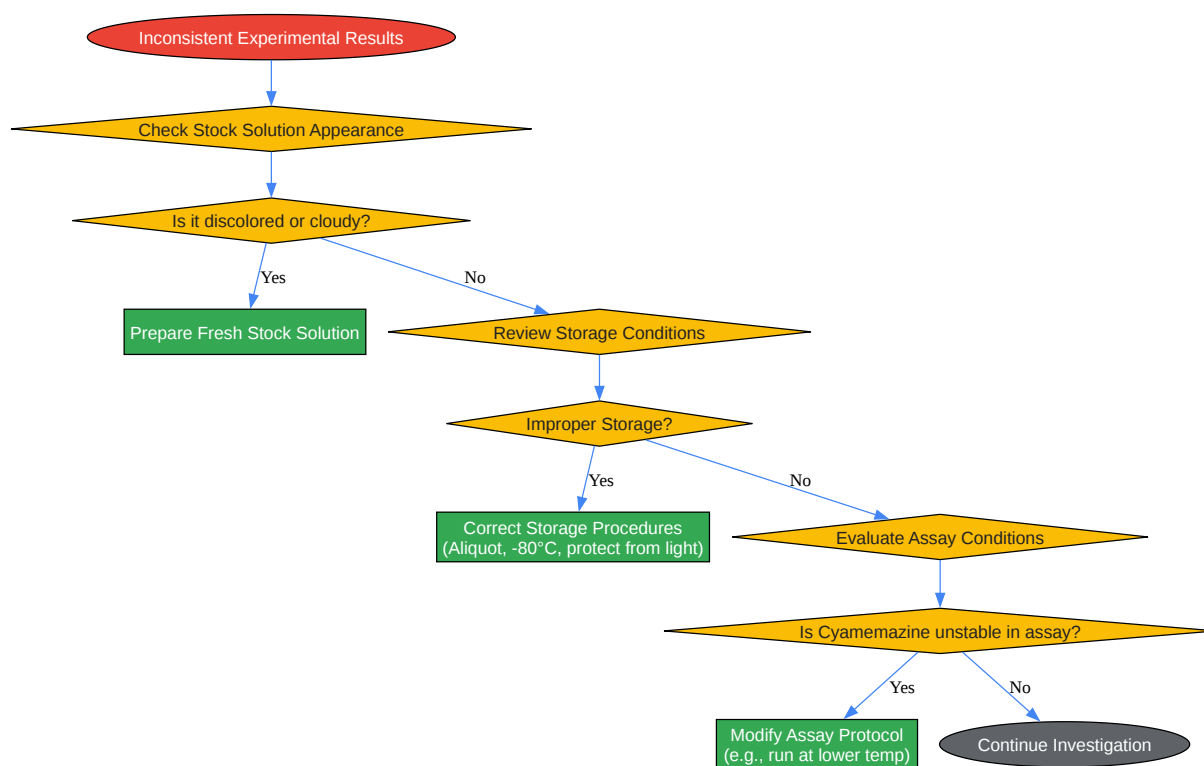 Inconsistent Experimental Results
Check Stock Solution Appearance
Is it discolored or cloudy?
Yes
No
Prepare Fresh Stock Solution
Review Storage Conditions
Improper Storage?
Yes
No
Correct Storage Procedures
(Aliquot, -80°C, protect from light)
Evaluate Assay Conditions
Is Cyamemazine unstable in assay?
Yes
No
Modify Assay Protocol
(e.g., run at lower temp)
Continue Investigation